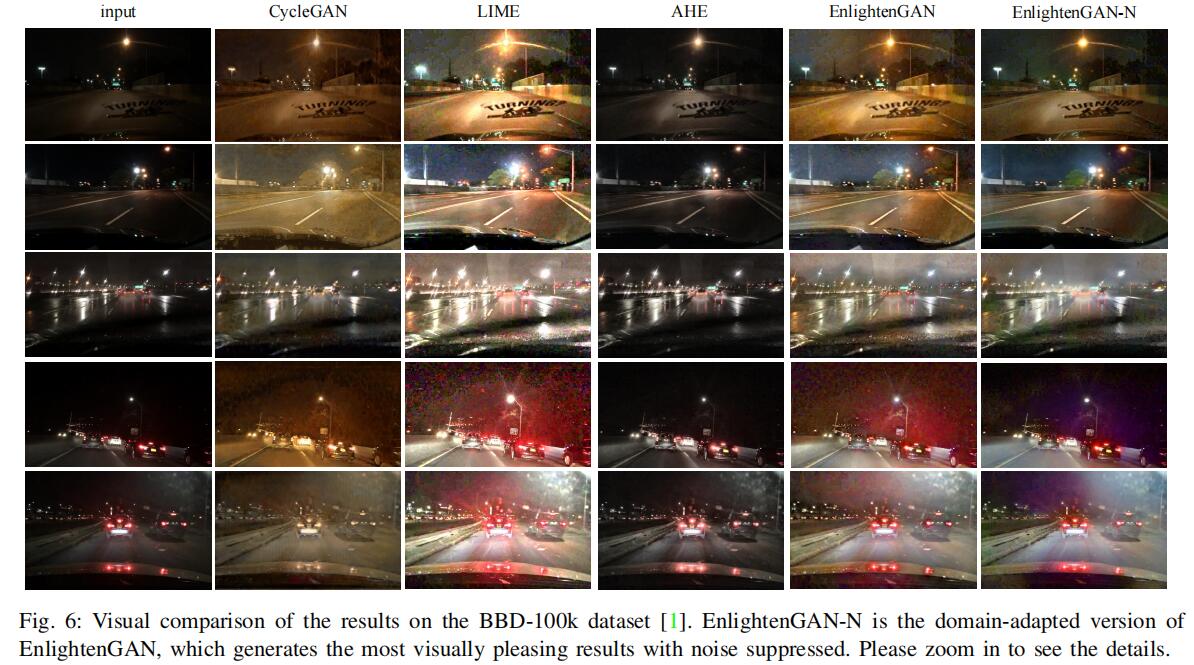 input CycleGAN LIME AHE EnlightenGAN EnlightenGAN-N
TURNING?
Fig. 6: Visual comparison of the results on the BBD-100k dataset [1]. EnlightenGAN-N is the domain-adapted version of
EnlightenGAN, which generates the most visually pleasing results with noise suppressed. Please zoom in to see the details.